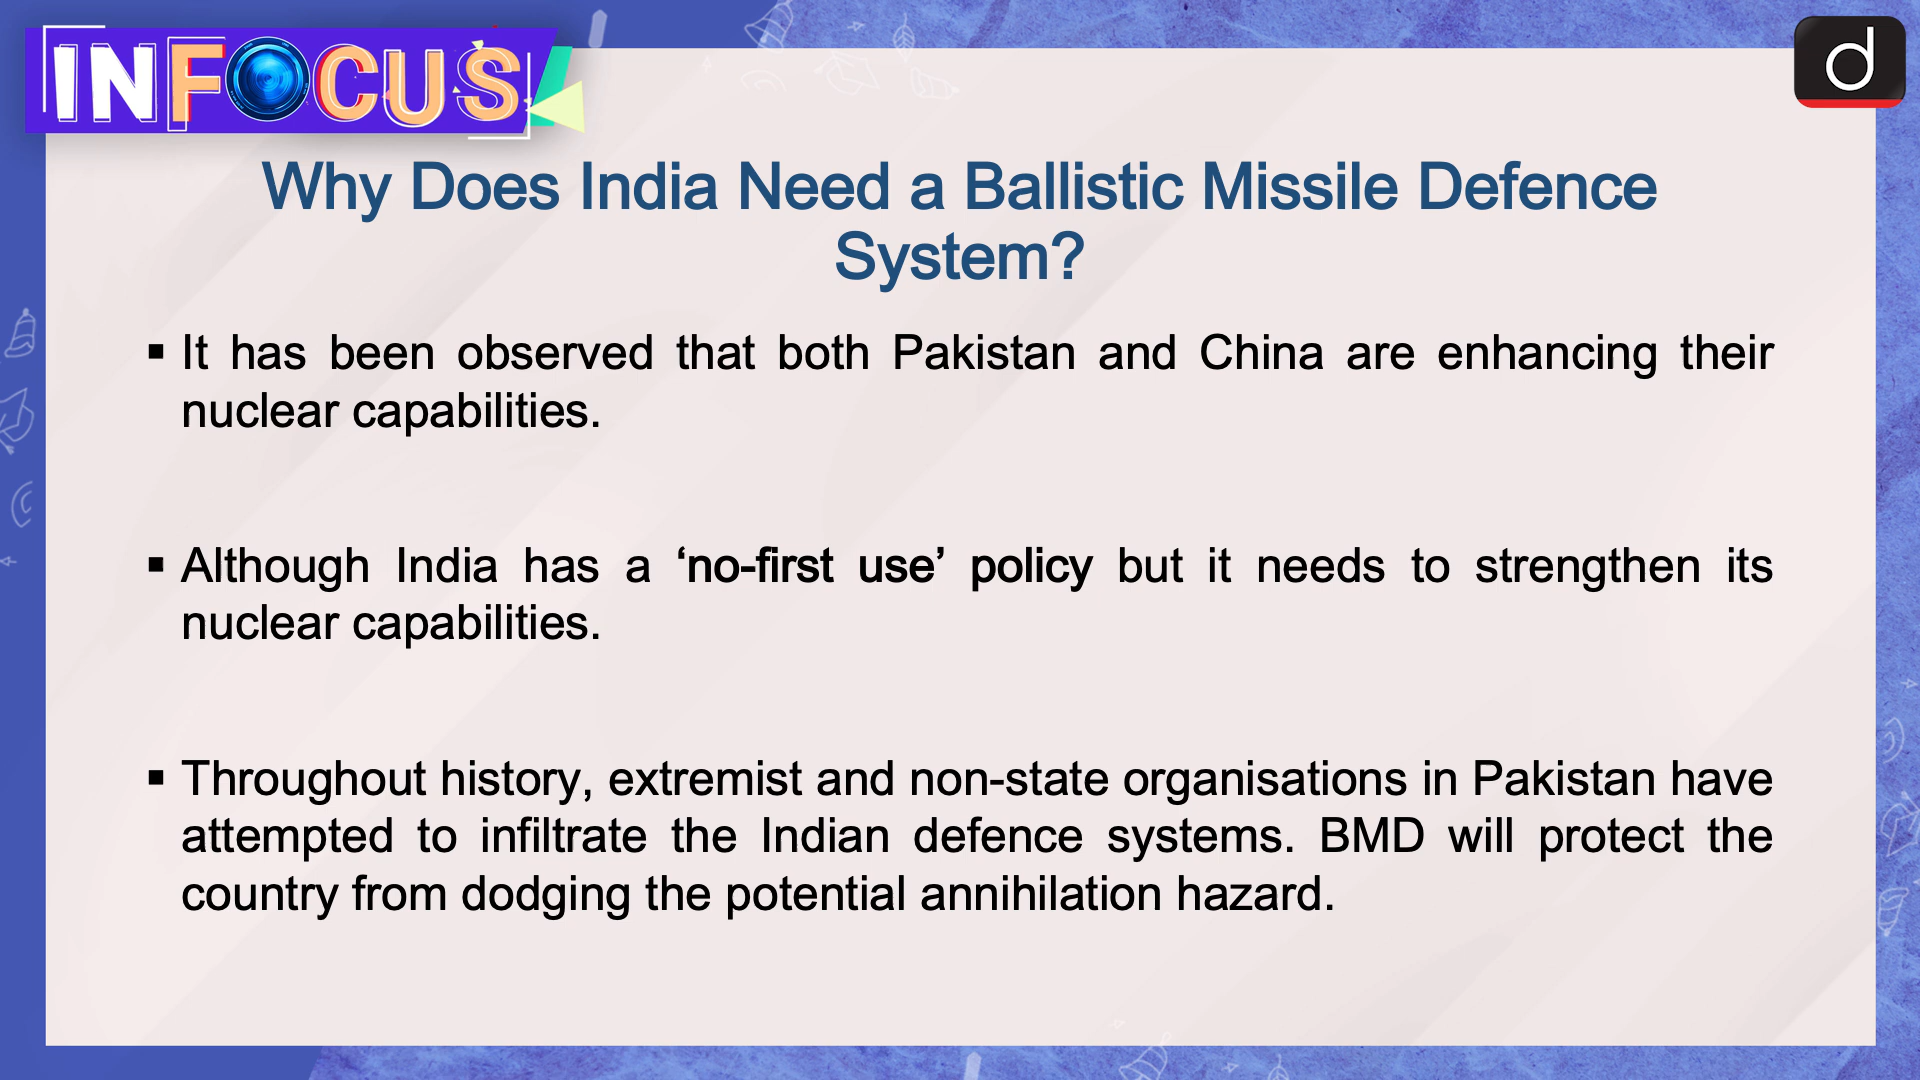 INFOCUS
d
Why Does India Need a Ballistic Missile Defence
System?
▪ It has been observed that both Pakistan and China are enhancing their
nuclear capabilities.
▪ Although India has a ‘no-first use’ policy but it needs to strengthen its
nuclear capabilities.
▪ Throughout history, extremist and non-state organisations in Pakistan have
attempted to infiltrate the Indian defence systems. BMD will protect the
country from dodging the potential annihilation hazard.